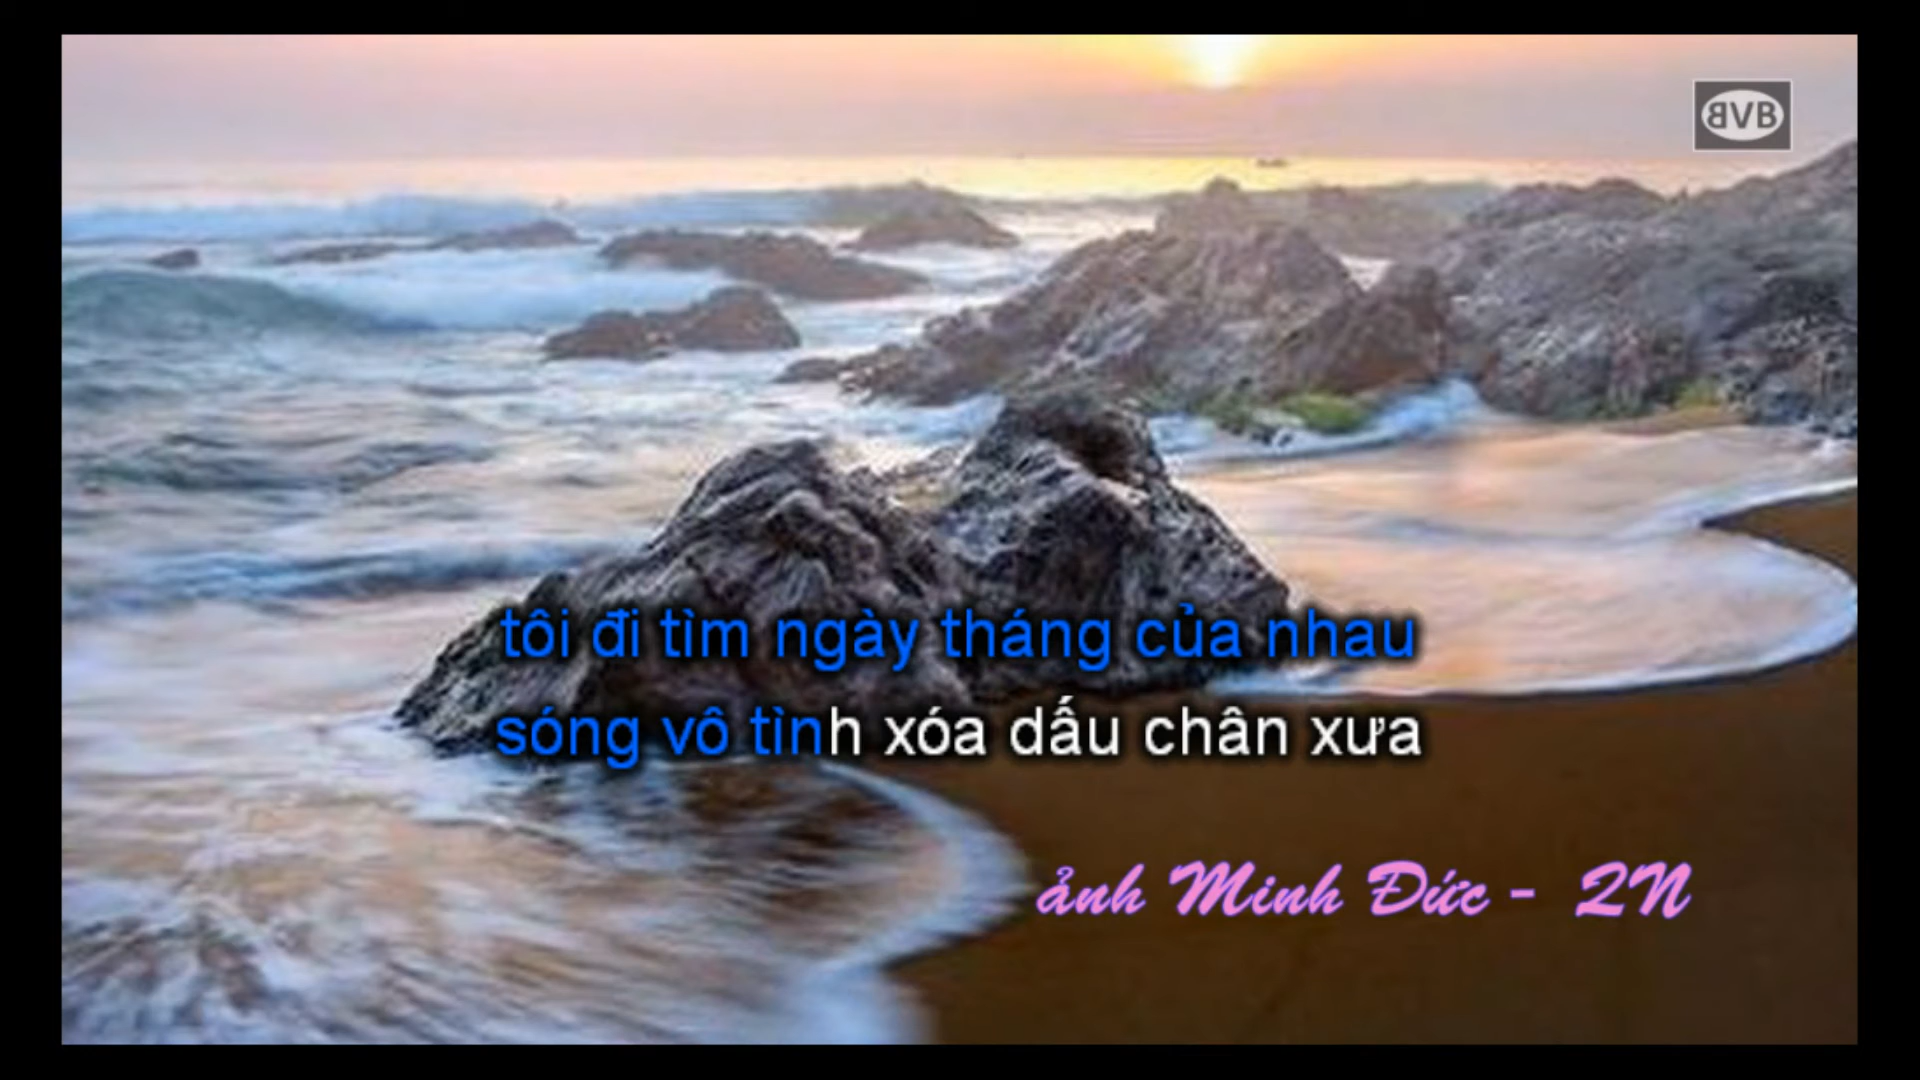 BVB
tôi đi tìm ngày tháng của nhau
sóng vô tình xóa dấu chân xưa
ảnh Minh Đức - 2N